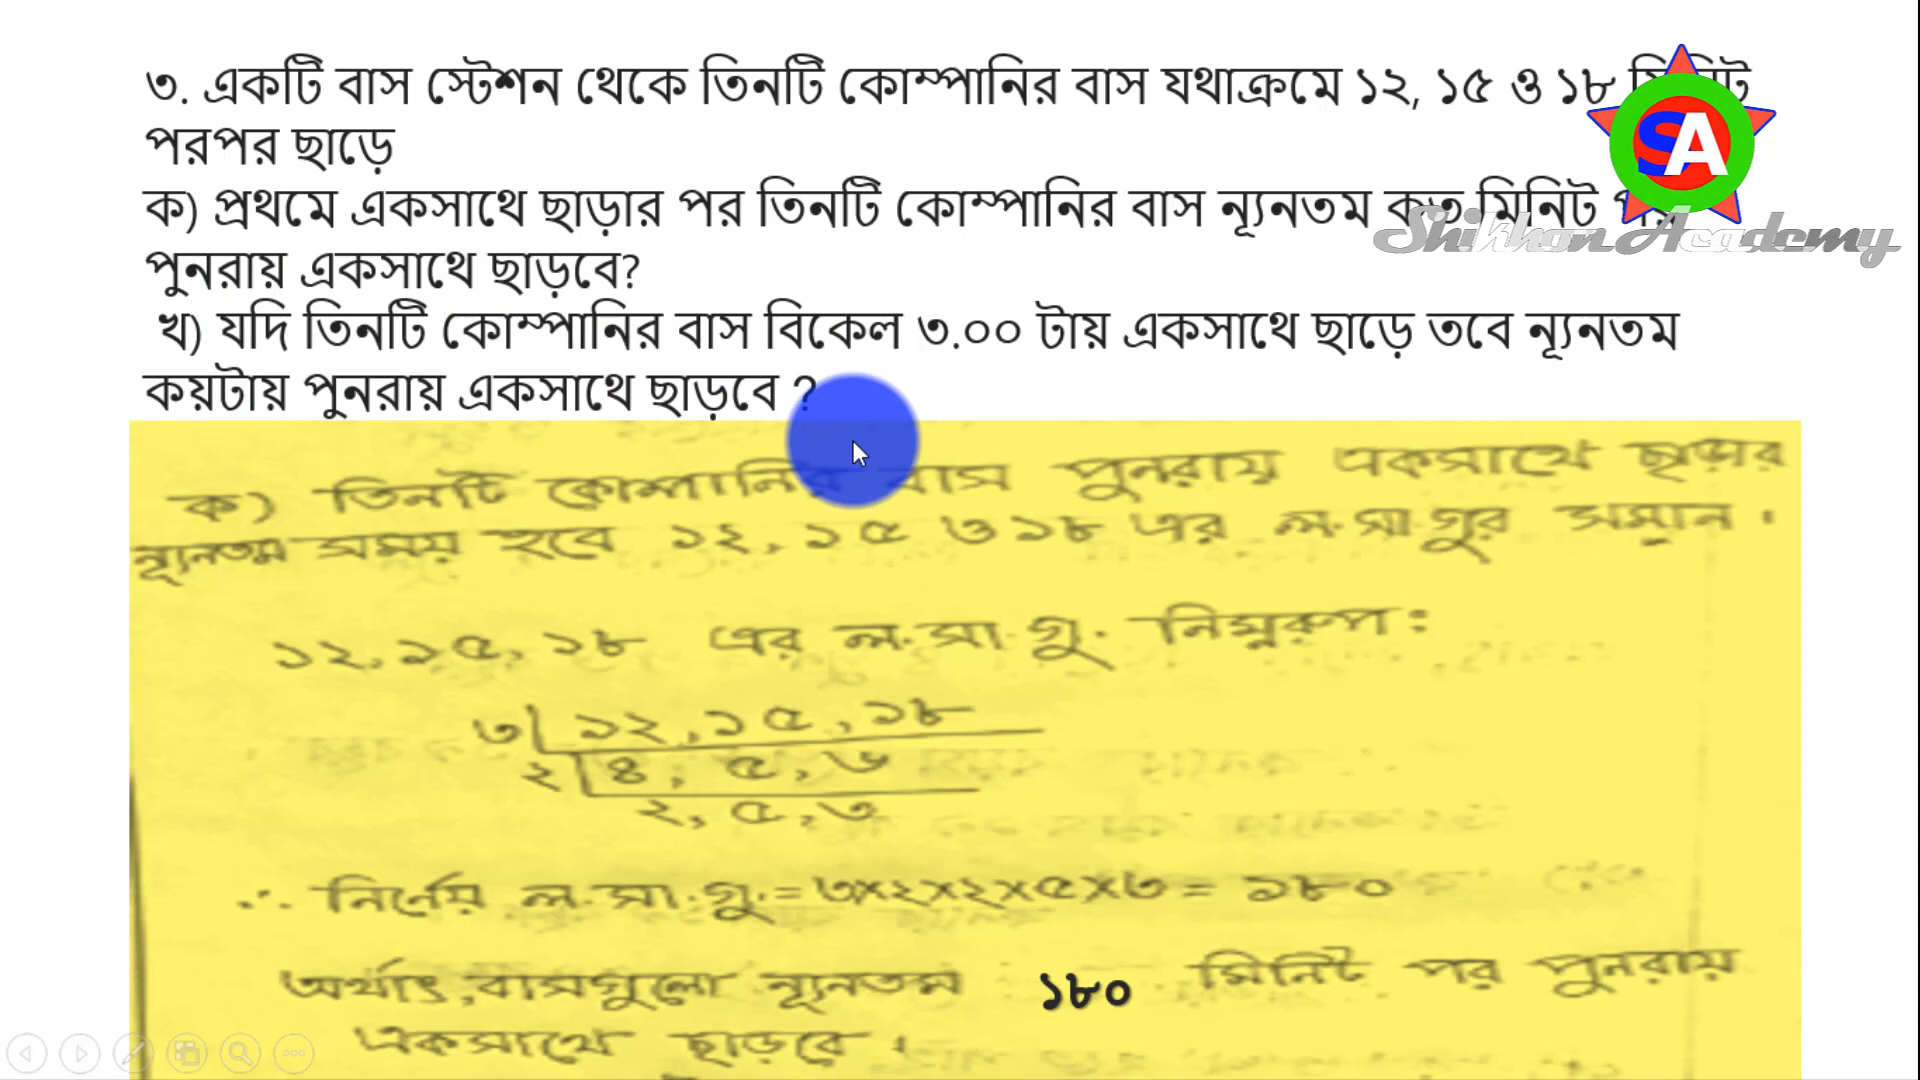 ৩. একটি বাস স্টেশন থেকে তিনটি কোম্পানির বাস যথাক্রমে ১২, ১৫ ও ১৮ মিনিট
পরপর ছাড়ে
ক) প্রথমে একসাথে ছাড়ার পর তিনটি কোম্পানির বাস ন্যূনতম কত মিনিট পর
পুনরায় একসাথে ছাড়বে?
খ) যদি তিনটি কোম্পানির বাস বিকেল ৩.০০ টায় একসাথে ছাড়ে তবে ন্যূনতম
কয়টায় পুনরায় একসাথে ছাড়বে ?
SA
Shikhon Academy
ক) তিনটি কোম্পানির বাস পুনরায় একসাথে ছাড়ার
ন্যূনতম সময় হবে ১২, ১৫ ও ১৮ এর ল.সা.গুর সমান।
১২, ১৫, ১৮ এর ল.সা.গু. নিম্নরুপ:
৩ ১২, ১৫, ১৮
২ ৪, ৫, ৬
২, ৫, ৩
∴ নির্ণেয় ল.সা.গু. = ৩×২×২×৫×৩ = ১৮০
অর্থাৎ, বাসগুলো ন্যূনতম ১৮০ মিনিট পর পুনরায়
একসাথে ছাড়বে।